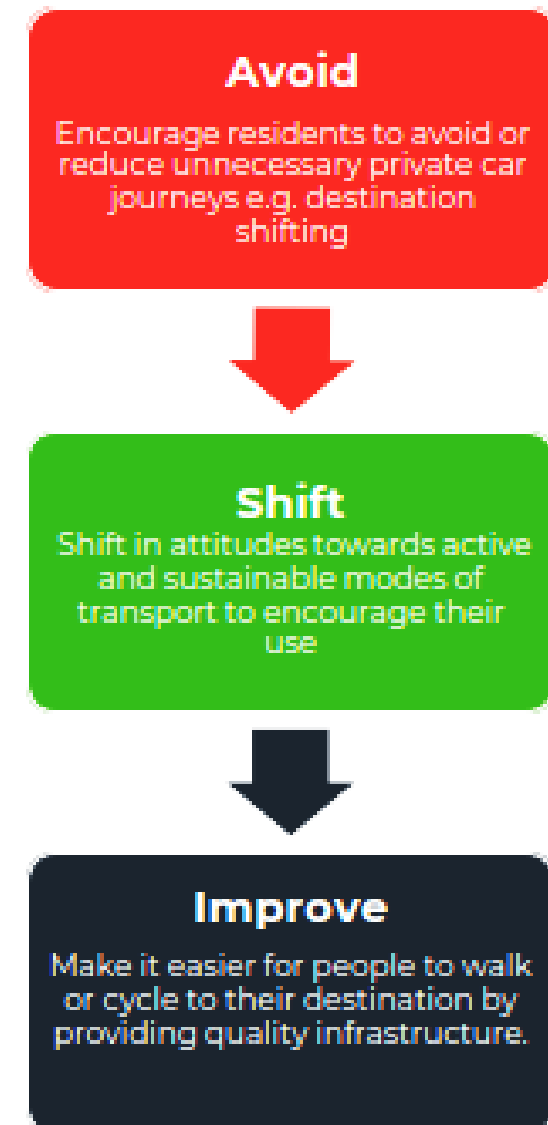 Avoid
Encourage residents to avoid or
reduce unnecessary private car
journeys e.g. destination
shifting
Shift
Shift in attitudes towards active
and sustainable modes of
transport to encourage their
use
Improve
Make it easier for people to walk
or cycle to their destination by
providing quality infrastructure.